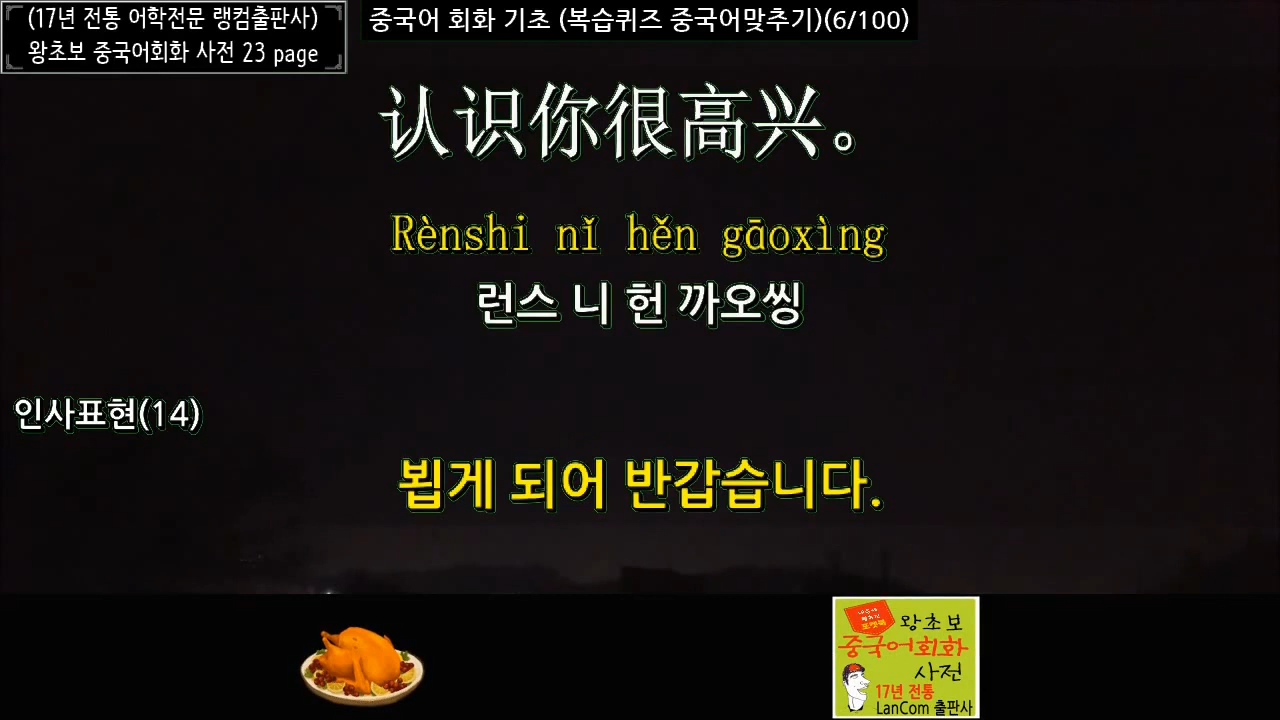 (17년 전통 어학전문 랭컴출판사)
왕초보 중국어회화 사전 23 page
중국어 회화 기초 (복습퀴즈 중국어맞추기)(6/100)
认识你很高兴。
Rènshi nǐ hěn gāoxìng
런스 니 헌 까오씽
인사표현(14)
뵙게 되어 반갑습니다.
왕초보
중국어회화
사전
17년 전통
LanCom 출판사